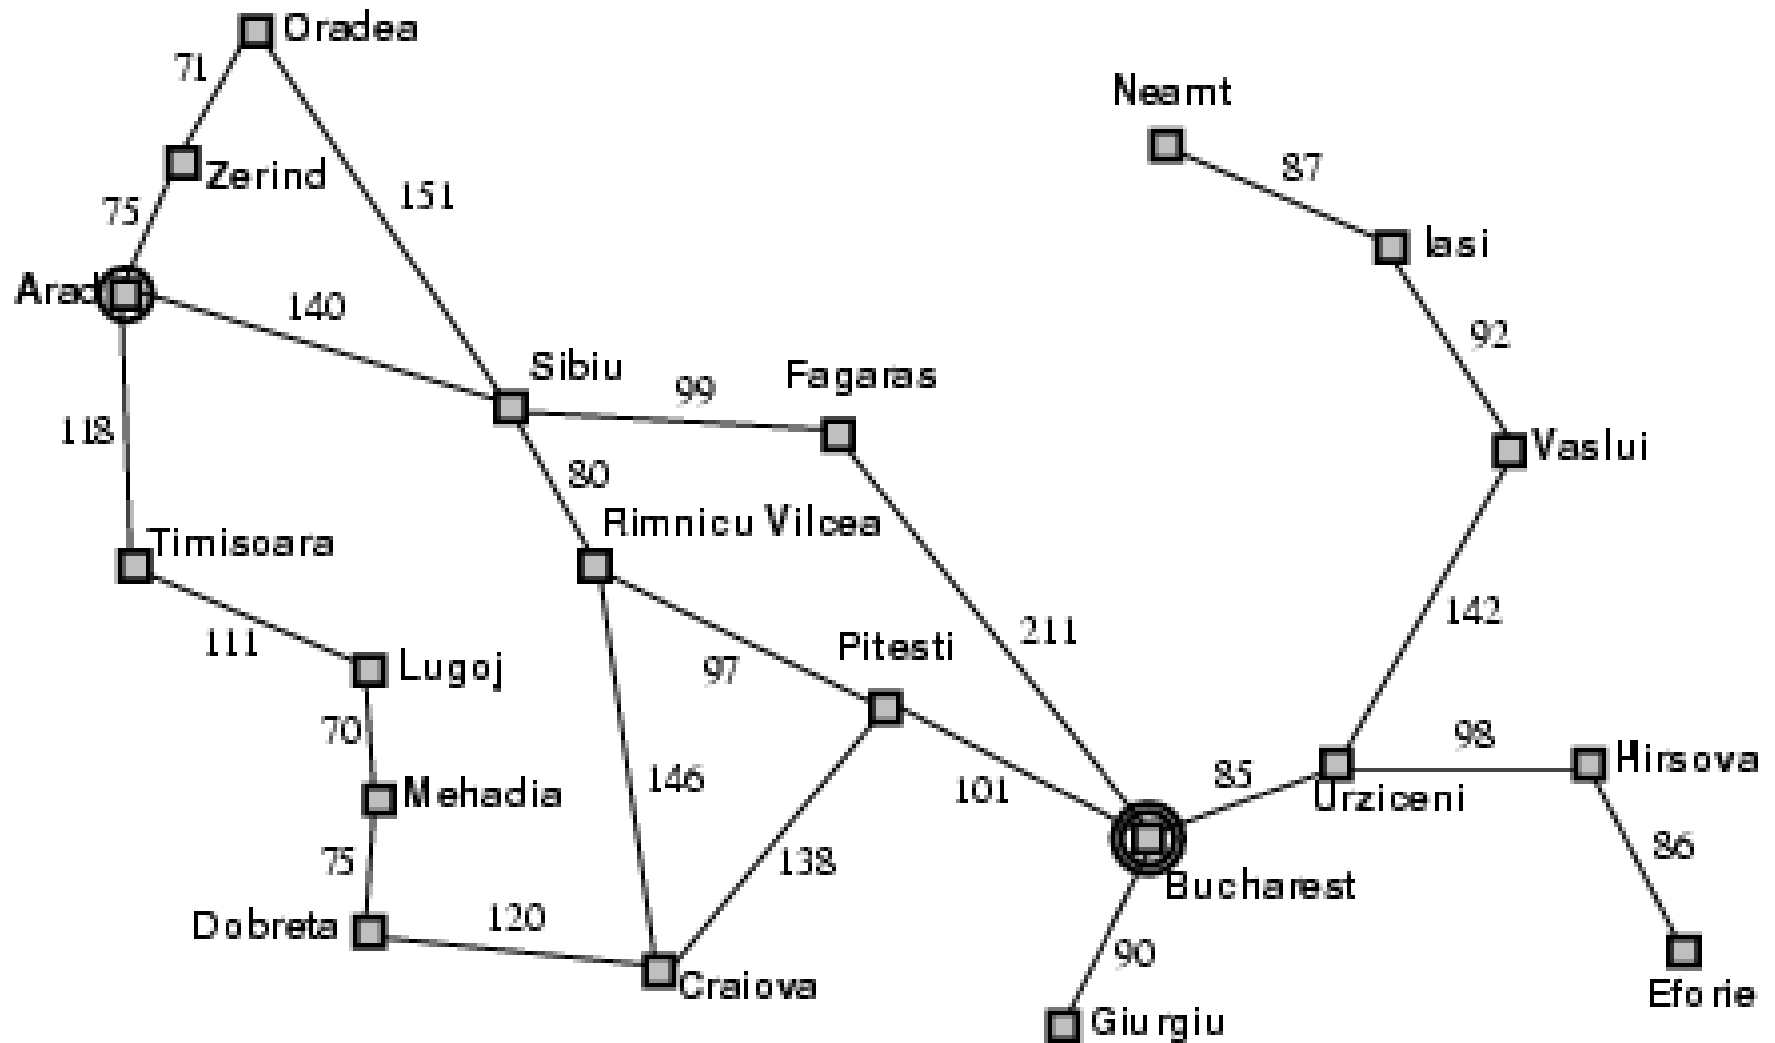 Oradea
71
Neamt
87
Zerind
151
75
Iasi
Arad
140
92
Sibiu
99
Fagaras
118
Vaslui
80
Rimnicu Vilcea
Timisoara
142
211
111
Pitesti
97
Lugoj
70
98
Hirsova
146
85
101
Mehadia
Urziceni
75
138
86
Bucharest
120
Dobreta
90
Craiova
Eforie
Giurgiu